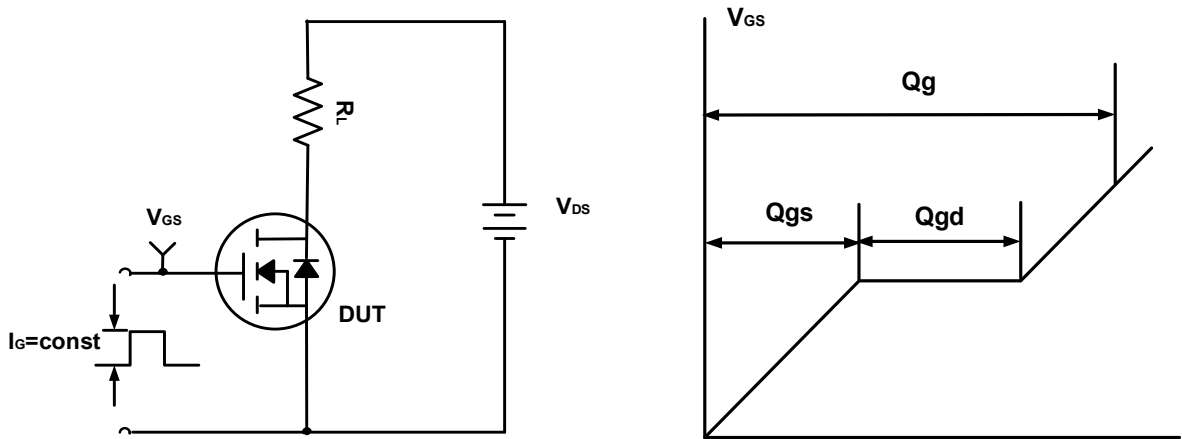 RL
VGS
VDS
DUT
IG=const
VGS
Qg
Qgs
Qgd